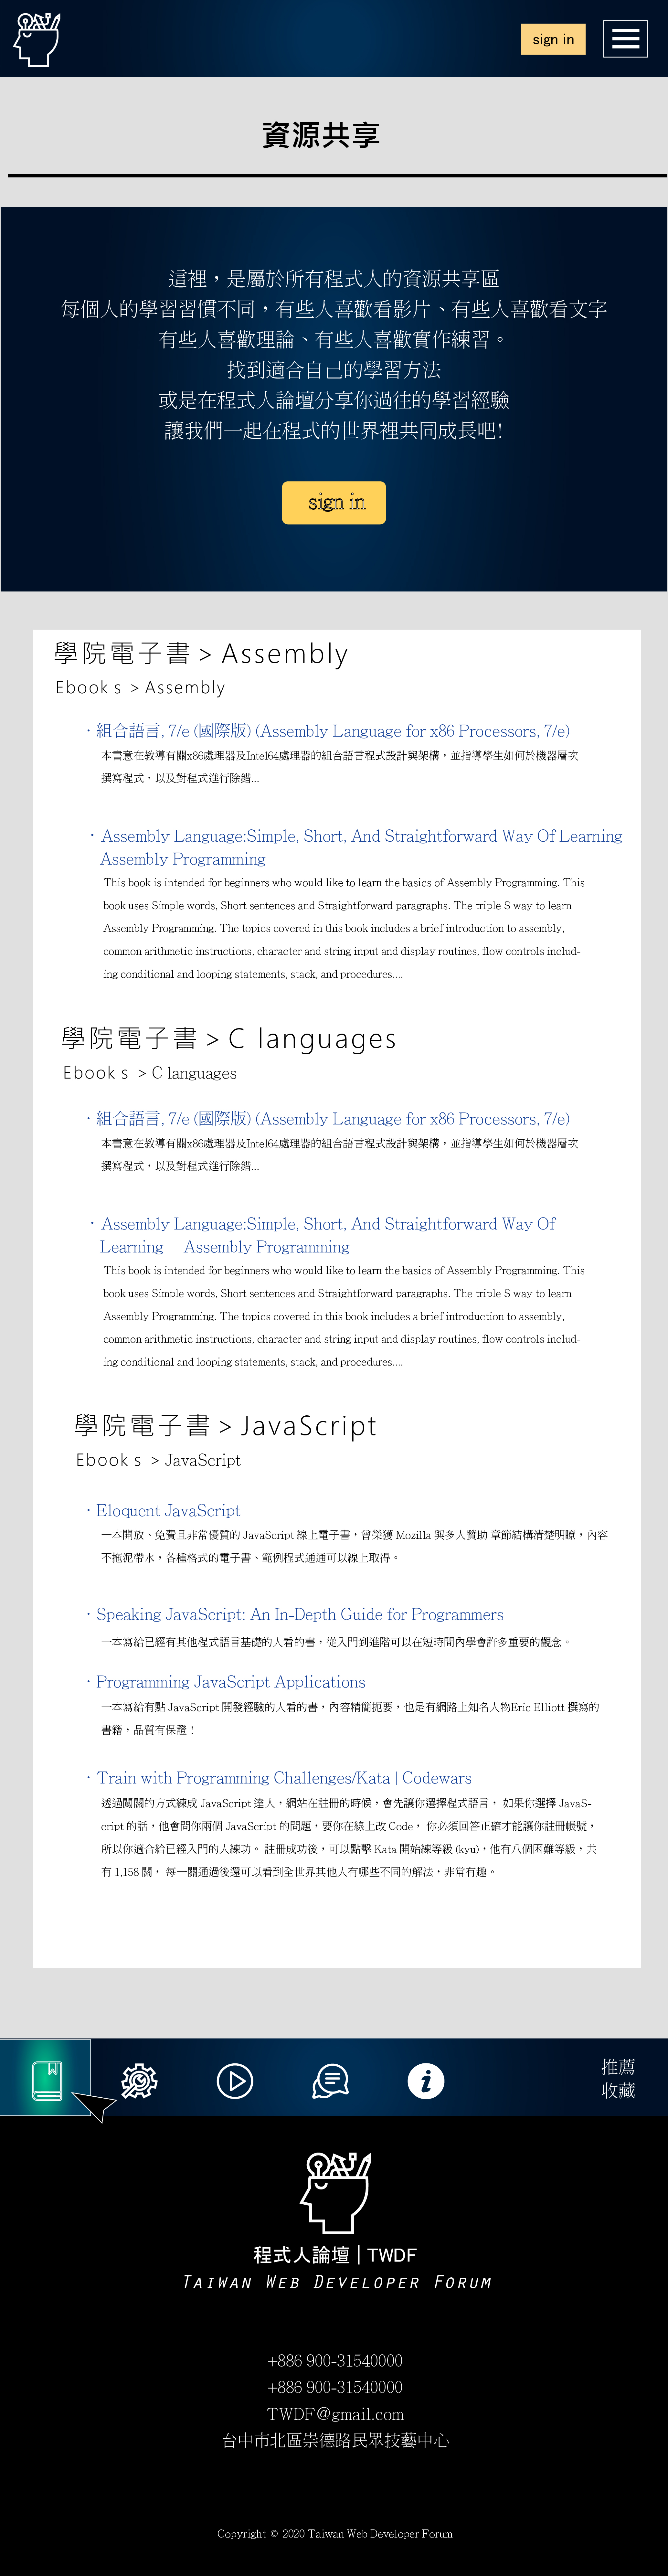 sign in
資源共享
這裡，是屬於所有程式人的資源共享區
每個人的學習習慣不同，有些人喜歡看影片、有些人喜歡看文字
有些人喜歡理論、有些人喜歡實作練習。
找到適合自己的學習方法
或是在程式人論壇分享你過往的學習經驗
讓我們一起在程式的世界裡共同成長吧!
sign in
學院電子書 > Assembly
Ebook s > Assembly
· 組合語言, 7/e (國際版) (Assembly Language for x86 Processors, 7/e)
本書意在教導有關x86處理器及Intel64處理器的組合語言程式設計與架構，並指導學生如何於機器層次
撰寫程式，以及對程式進行除錯...
· Assembly Language:Simple, Short, And Straightforward Way Of Learning
Assembly Programming
This book is intended for beginners who would like to learn the basics of Assembly Programming. This
book uses Simple words, Short sentences and Straightforward paragraphs. The triple S way to learn
Assembly Programming. The topics covered in this book includes a brief introduction to assembly,
common arithmetic instructions, character and string input and display routines, flow controls includ-
ing conditional and looping statements, stack, and procedures....
學院電子書 > C languages
Ebook s > C languages
· 組合語言, 7/e (國際版) (Assembly Language for x86 Processors, 7/e)
本書意在教導有關x86處理器及Intel64處理器的組合語言程式設計與架構，並指導學生如何於機器層次
撰寫程式，以及對程式進行除錯...
· Assembly Language:Simple, Short, And Straightforward Way Of
Learning Assembly Programming
This book is intended for beginners who would like to learn the basics of Assembly Programming. This
book uses Simple words, Short sentences and Straightforward paragraphs. The triple S way to learn
Assembly Programming. The topics covered in this book includes a brief introduction to assembly,
common arithmetic instructions, character and string input and display routines, flow controls includ-
ing conditional and looping statements, stack, and procedures....
學院電子書 > JavaScript
Ebook s > JavaScript
· Eloquent JavaScript
一本開放、免費且非常優質的 JavaScript 線上電子書，曾榮獲 Mozilla 與多人贊助 章節結構清楚明瞭，內容
不拖泥帶水，各種格式的電子書、範例程式通通可以線上取得。
· Speaking JavaScript: An In-Depth Guide for Programmers
一本寫給已經有其他程式語言基礎的人看的書，從入門到進階可以在短時間內學會許多重要的觀念。
· Programming JavaScript Applications
一本寫給有點 JavaScript 開發經驗的人看的書，內容精簡扼要，也是有網路上知名人物Eric Elliott 撰寫的
書籍，品質有保證！
· Train with Programming Challenges/Kata | Codewars
透過闖關的方式練成 JavaScript 達人，網站在註冊的時候，會先讓你選擇程式語言， 如果你選擇 JavaS-
cript 的話，他會問你兩個 JavaScript 的問題，要你在線上改 Code， 你必須回答正確才能讓你註冊帳號，
所以你適合給已經入門的人練功。 註冊成功後，可以點擊 Kata 開始練等級 (kyu)，他有八個困難等級，共
有 1,158 關， 每一關通過後還可以看到全世界其他人有哪些不同的解法，非常有趣。
推薦
收藏
程式人論壇 | TWDF
Taiwan Web Developer Forum
+886 900-31540000
+886 900-31540000
TWDF@gmail.com
台中市北區崇德路民眾技藝中心
Copyright © 2020 Taiwan Web Developer Forum